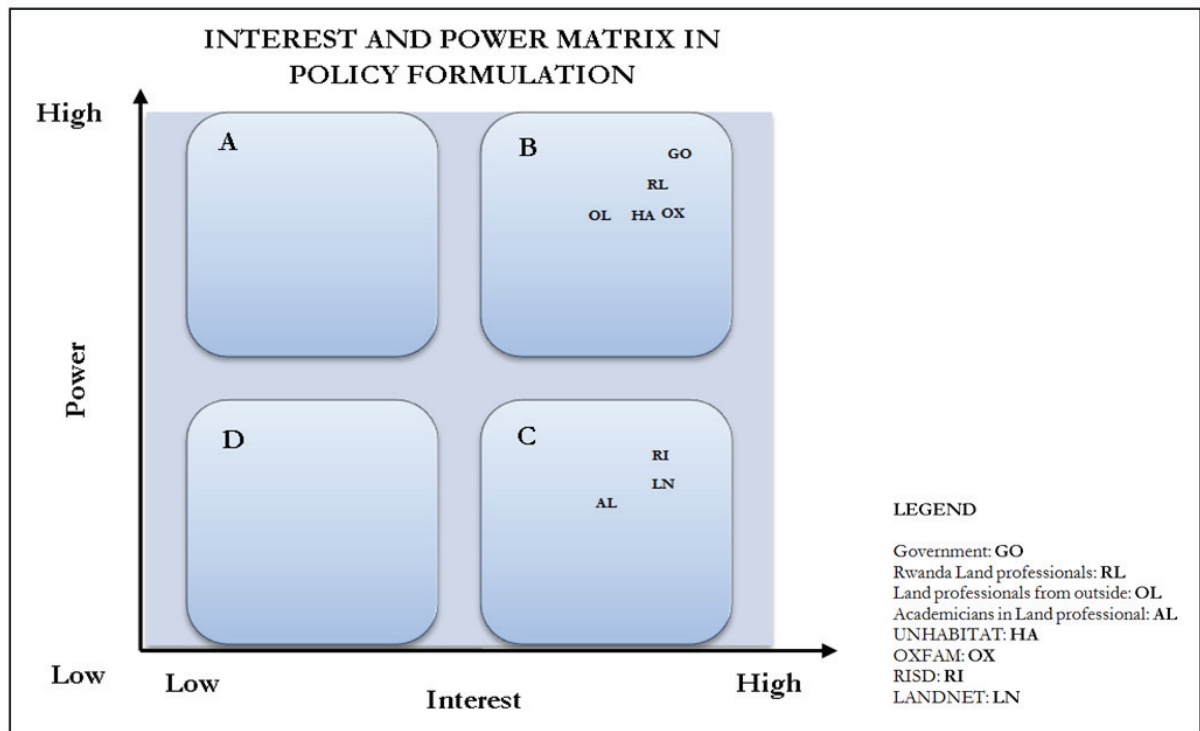 INTEREST AND POWER MATRIX IN
POLICY FORMULATION
High
A
B
GO
RL
OL HA OX
Power
D
C
RI
LN
AL
Low
Low
Interest
High
LEGEND
Government: GO
Rwanda Land professionals: RL
Land professionals from outside: OL
Academicians in Land professional: AL
UNHABITAT: HA
OXFAM: OX
RISD: RI
LANDNET: LN